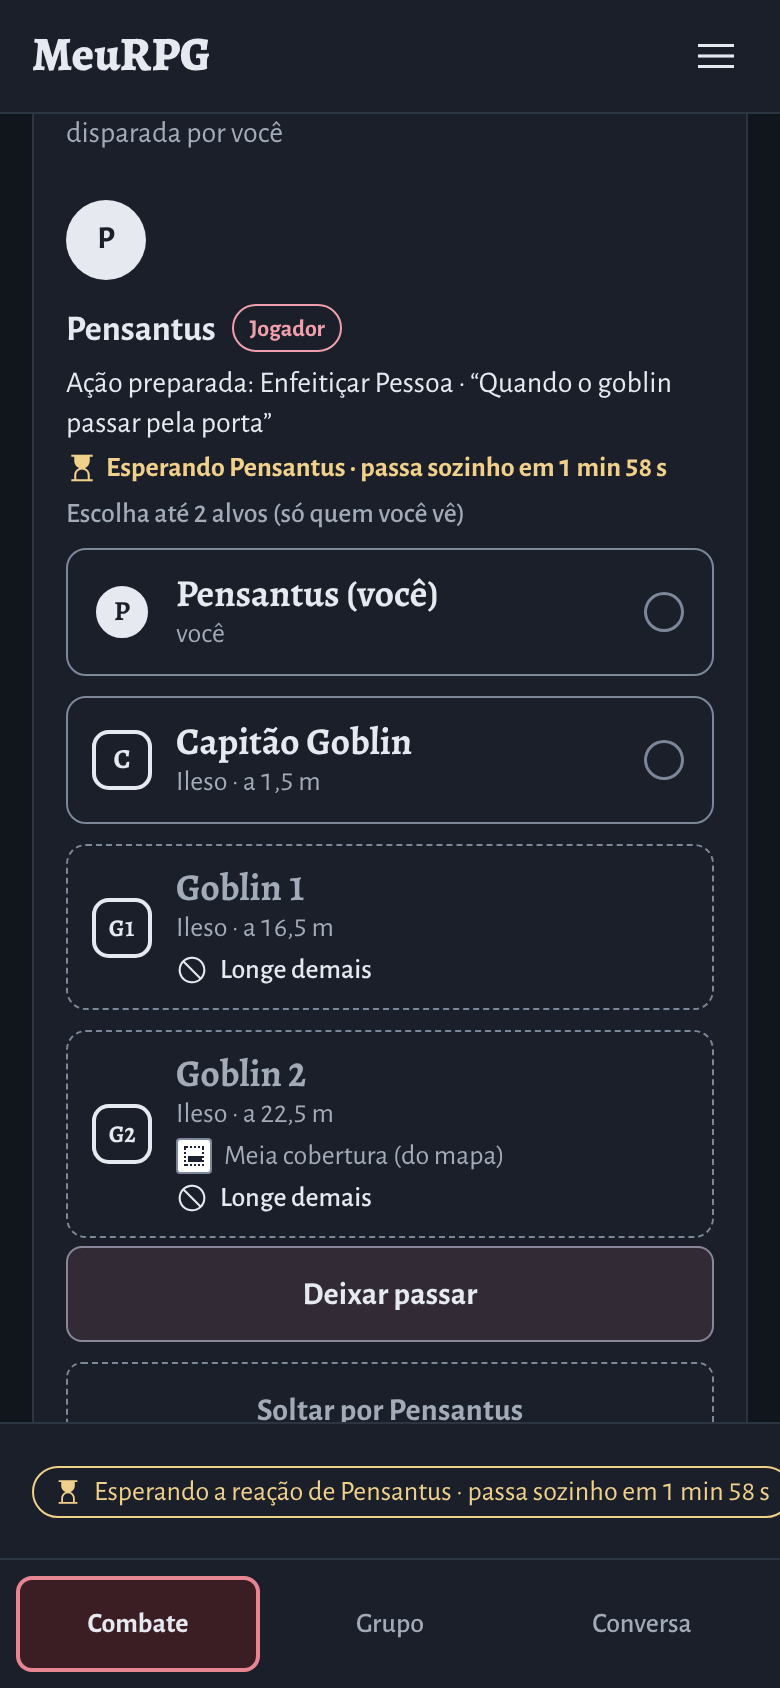 MeuRPG
disparada por você
P
Pensantus
Jogador
Ação preparada: Enfeitiçar Pessoa · “Quando o goblin
passar pela porta”
Esperando Pensantus · passa sozinho em 1 min 58 s
Escolha até 2 alvos (só quem você vê)
P
Pensantus (você)
você
C
Capitão Goblin
Ileso · a 1,5 m
Goblin 1
G1
Ileso · a 16,5 m
Longe demais
Goblin 2
Ileso · a 22,5 m
G2
Meia cobertura (do mapa)
Longe demais
Deixar passar
Soltar por Pensantus
Esperando a reação de Pensantus · passa sozinho em 1 min 58 s
Combate
Grupo
Conversa